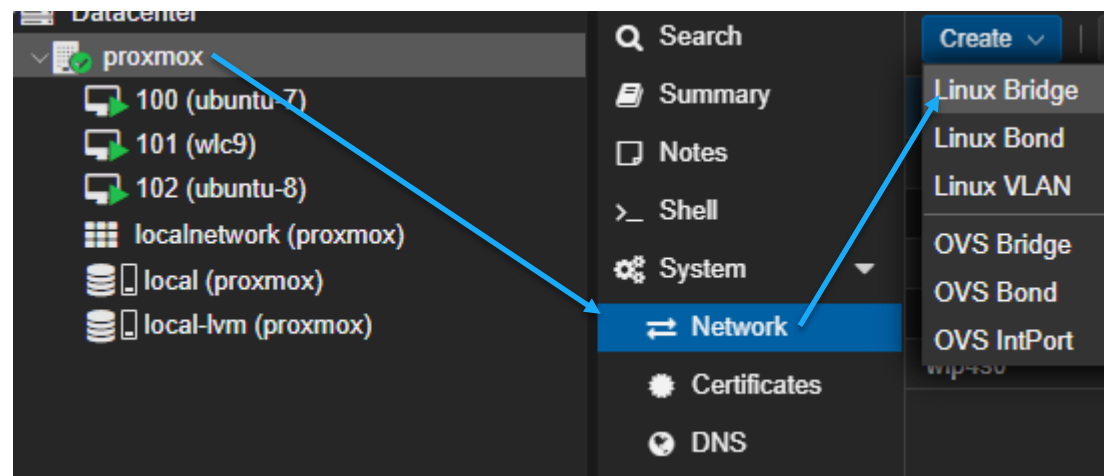 Datacenter
proxmox
100 (ubuntu-7)
101 (wlc9)
102 (ubuntu-8)
localnetwork (proxmox)
local (proxmox)
local-lvm (proxmox)
Search
Summary
Notes
>_ Shell
System
Network
Certificates
DNS
Create
Linux Bridge
Linux Bond
Linux VLAN
OVS Bridge
OVS Bond
OVS IntPort